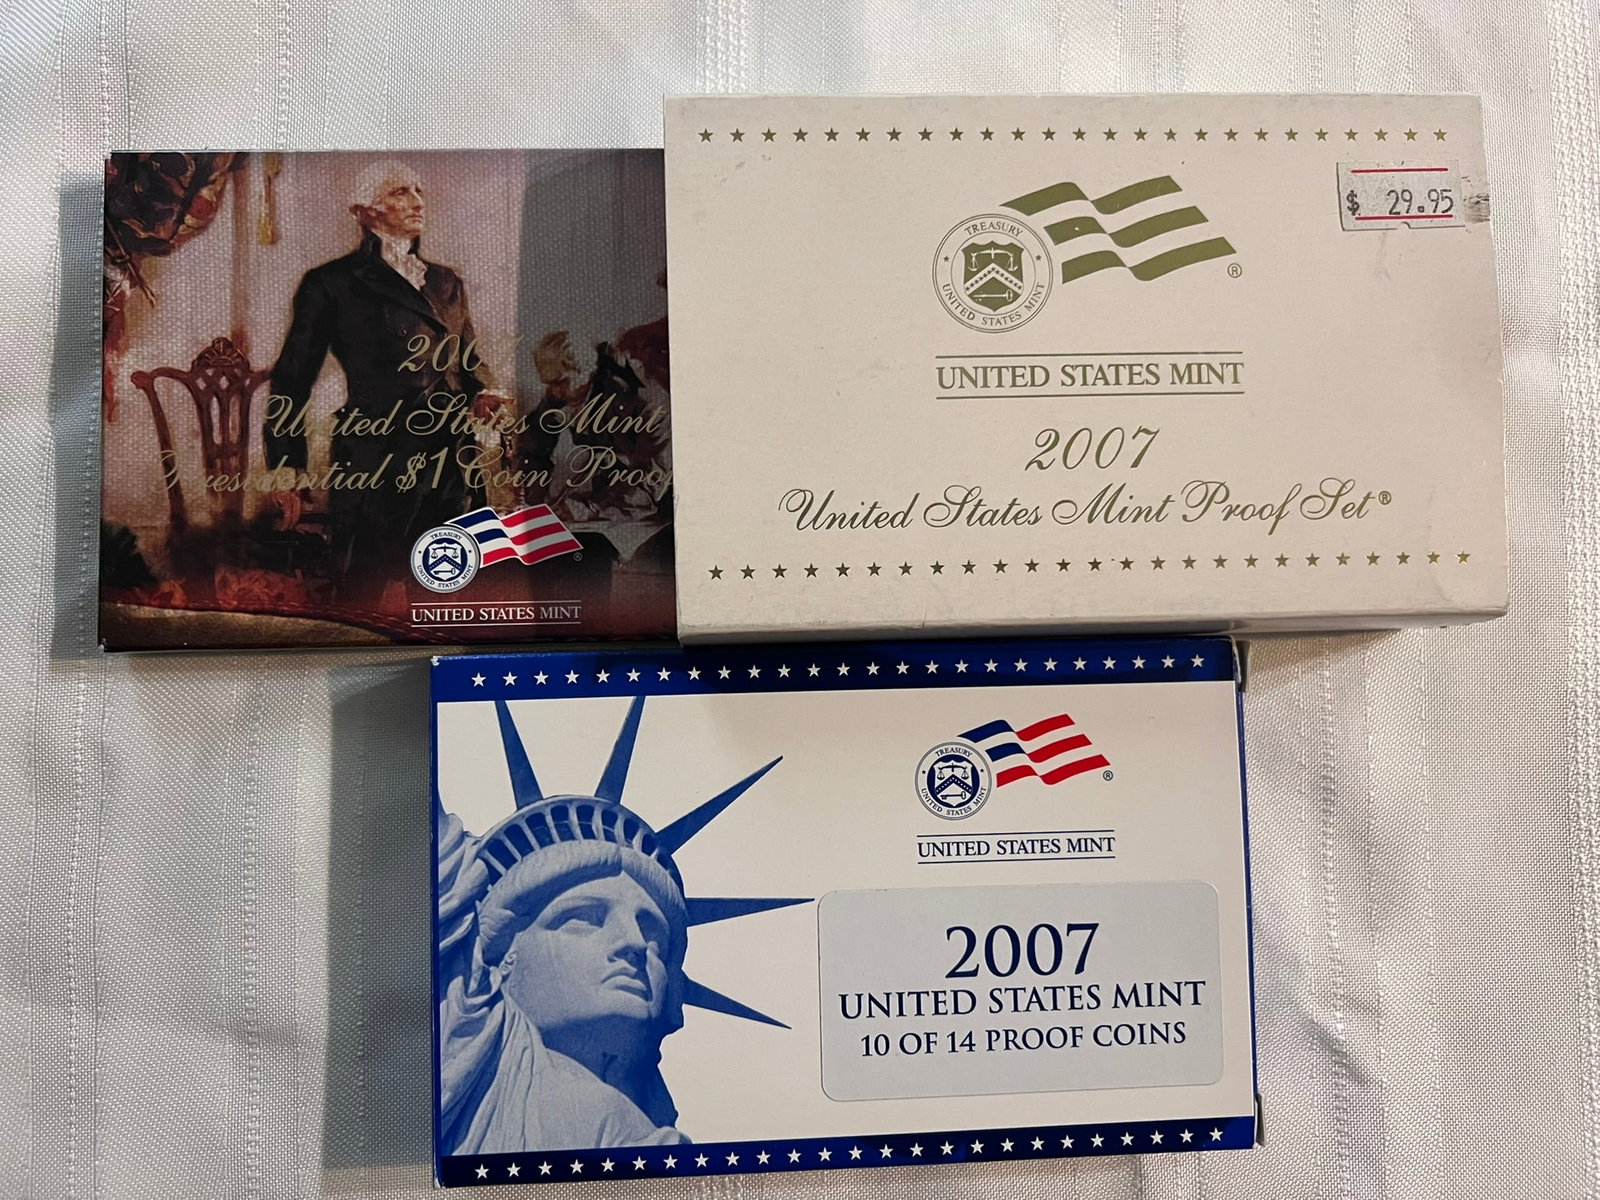 200
United States Mint
Presidential $1 Coin Proof
TREASURY
UNITED STATES MINT
®
UNITED STATES MINT
$ 29.95
TREASURY
UNITED STATES MINT
®
UNITED STATES MINT
2007
United States Mint Proof Set®
TREASURY
UNITED STATES MINT
®
UNITED STATES MINT
2007
UNITED STATES MINT
10 OF 14 PROOF COINS